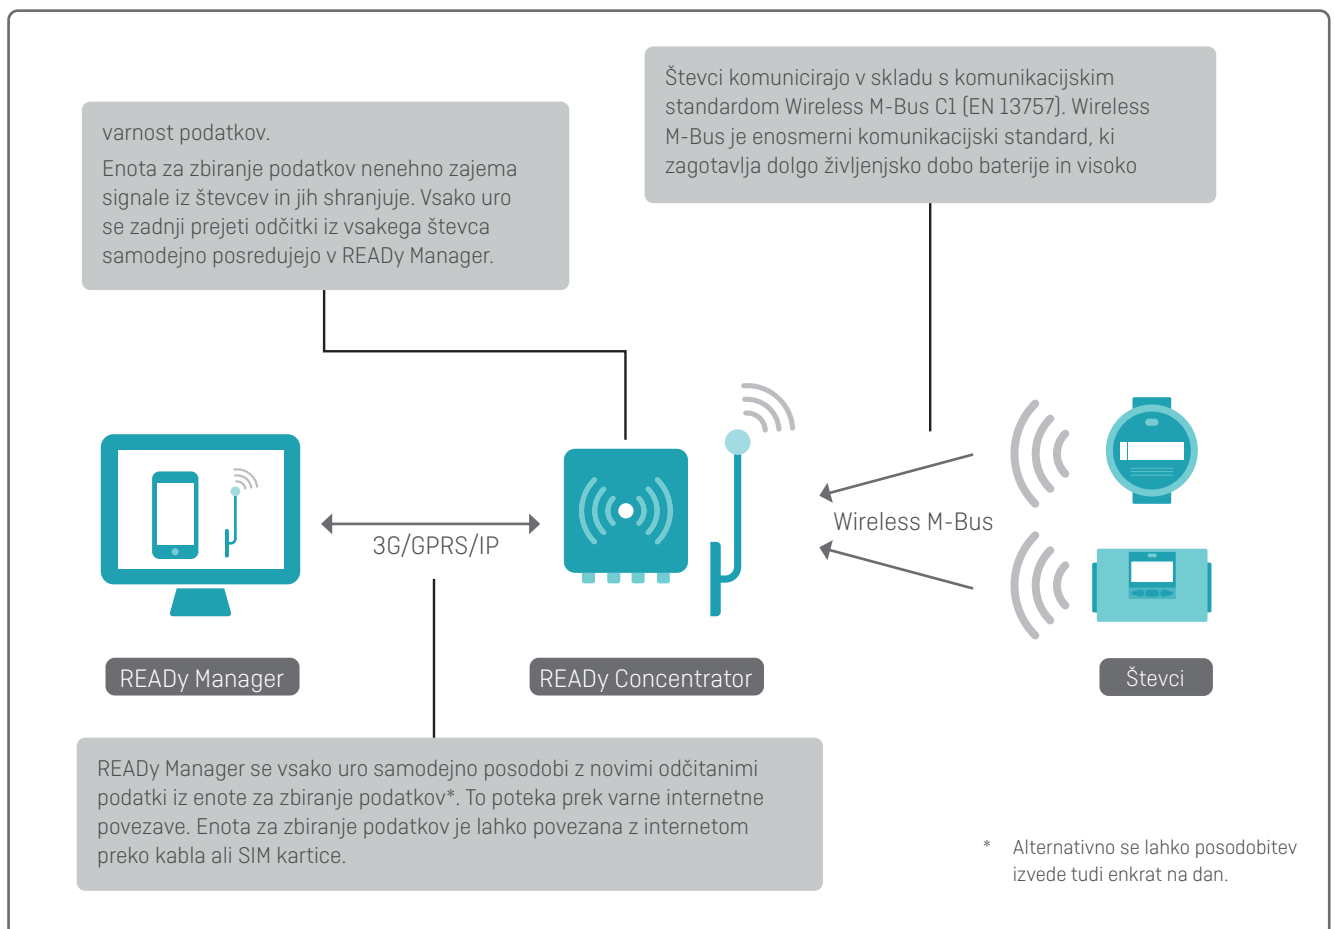 Števci komunicirajo v skladu s komunikacijskim
standardom Wireless M-Bus C1 (EN 13757). Wireless
M-Bus je enosmerni komunikacijski standard, ki
zagotavlja dolgo življenjsko dobo baterije in visoko
varnost podatkov.
Enota za zbiranje podatkov nenehno zajema
signale iz števcev in jih shranjuje. Vsako uro
se zadnji prejeti odčitki iz vsakega števca
samodejno posredujejo v READy Manager.
3G/GPRS/IP
Wireless M-Bus
READy Manager
READy Concentrator
Števci
READy Manager se vsako uro samodejno posodobi z novimi odčitanimi
podatki iz enote za zbiranje podatkov*. To poteka prek varne internetne
povezave. Enota za zbiranje podatkov je lahko povezana z internetom
preko kabla ali SIM kartice.
* Alternativno se lahko posodobitev
izvede tudi enkrat na dan.